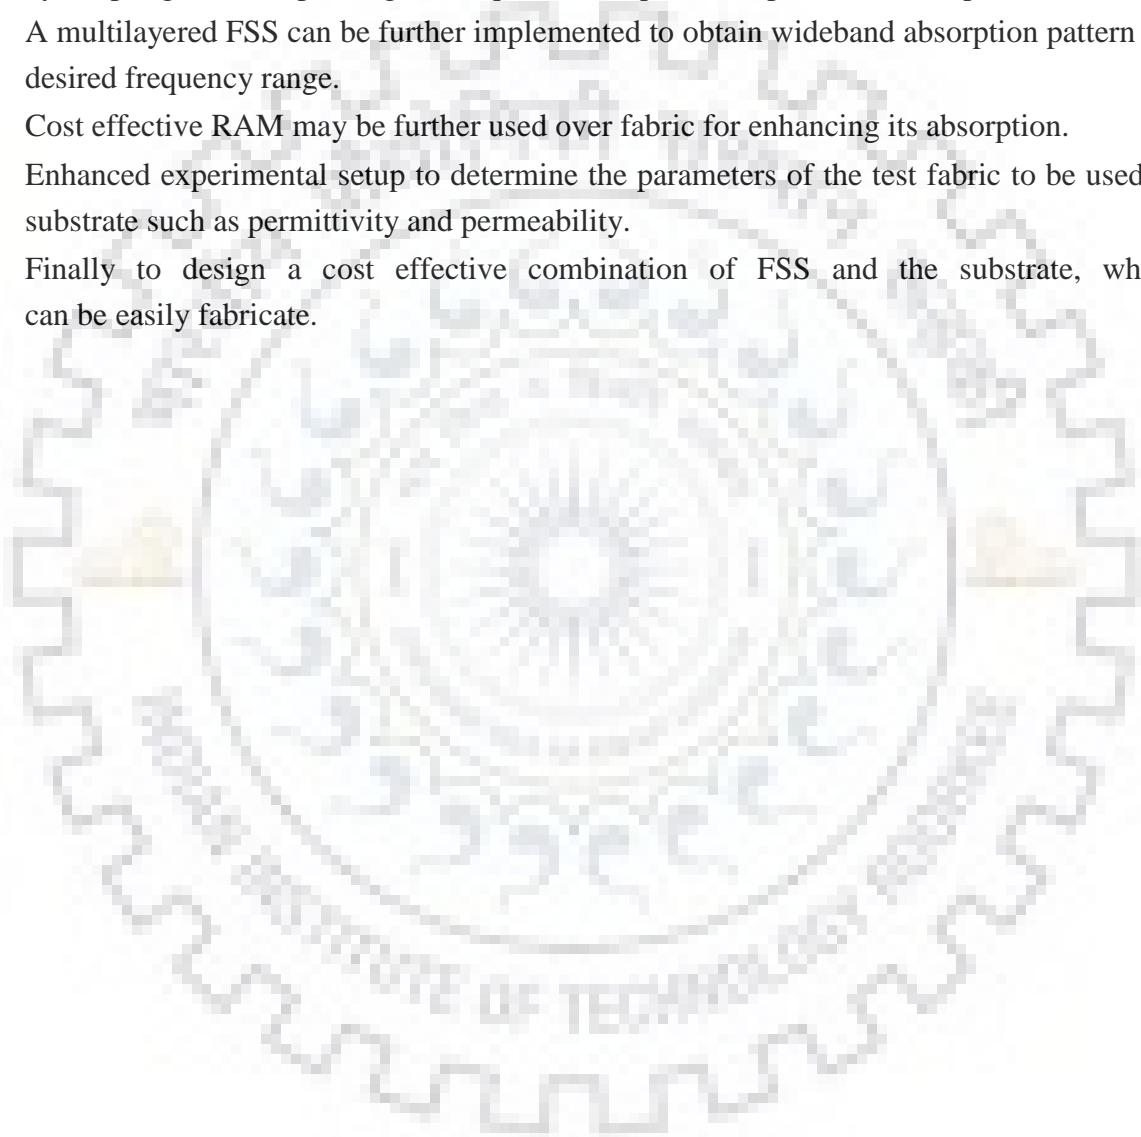 A multilayered FSS can be further implemented to obtain wideband absorption pattern
desired frequency range.
Cost effective RAM may be further used over fabric for enhancing its absorption.
Enhanced experimental setup to determine the parameters of the test fabric to be used
substrate such as permittivity and permeability.
Finally to design a cost effective combination of FSS and the substrate, wh
can be easily fabricate.
INSTITUTE OF TECHNOLOGY